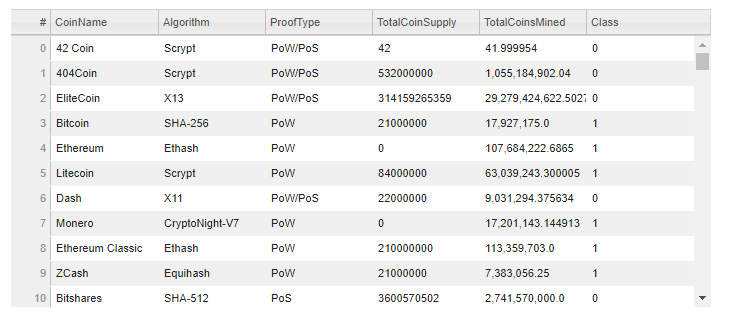 # CoinName Algorithm ProofType TotalCoinSupply TotalCoinsMined Class
0 42 Coin Scrypt PoW/PoS 42 41.999954 0
1 404Coin Scrypt PoW/PoS 532000000 1,055,184,902.04 0
2 EliteCoin X13 PoW/PoS 314159265359 29,279,424,622.5027 0
3 Bitcoin SHA-256 PoW 21000000 17,927,175.0 1
4 Ethereum Ethash PoW 0 107,684,222.6865 1
5 Litecoin Scrypt PoW 84000000 63,039,243.300005 1
6 Dash X11 PoW/PoS 22000000 9,031,294.375634 0
7 Monero CryptoNight-V7 PoW 0 17,201,143.144913 1
8 Ethereum Classic Ethash PoW 210000000 113,359,703.0 1
9 ZCash Equihash PoW 21000000 7,383,056.25 1
10 Bitshares SHA-512 PoS 3600570502 2,741,570,000.0 0